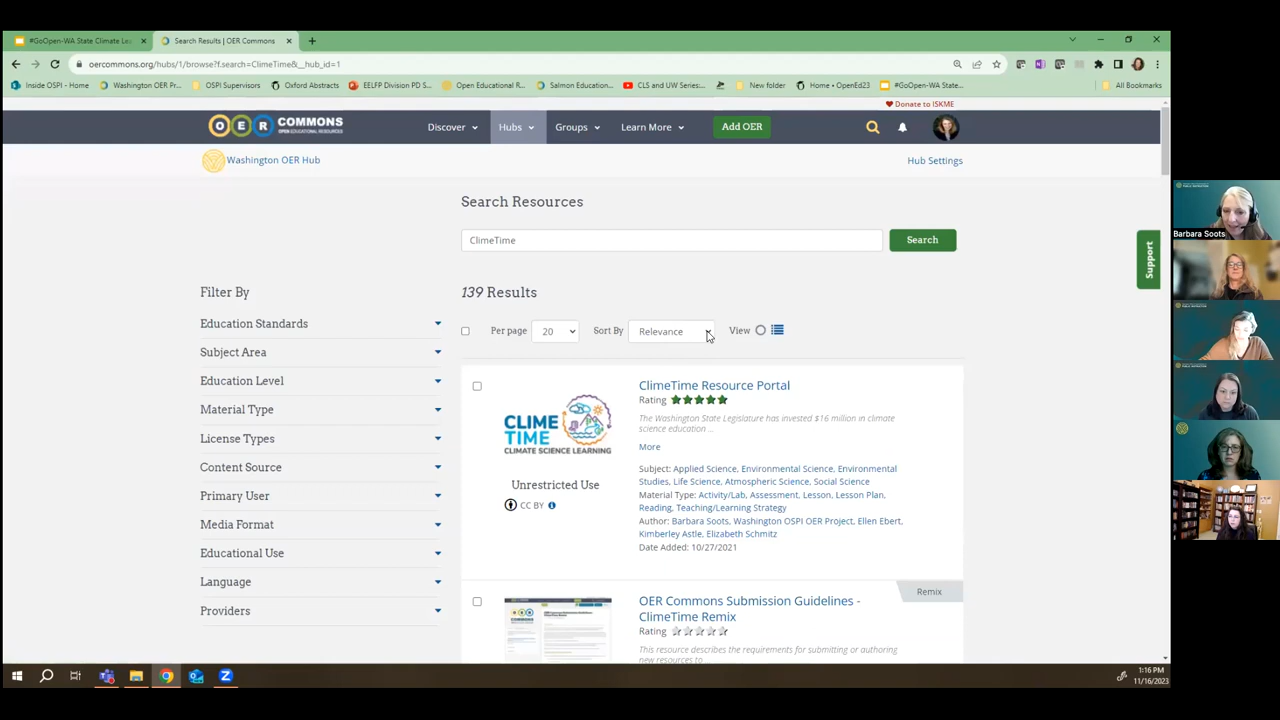 #GoOpen-WA State Climate Le
Search Results | OER Commons
oercommons.org/hubs/1/browse?f.search=ClimeTime&_hub_id=1
Inside OSPI - Home
Washington OER Pr...
OSPI Supervisors
Oxford Abstracts
EELFP Division PD S...
Open Educational R...
Salmon Education...
CLS and UW Series:...
New folder
Home • OpenEd23
#GoOpen-WA State...
All Bookmarks
Donate to ISKME
OER COMMONS
OPEN EDUCATIONAL RESOURCES
Discover
Hubs
Groups
Learn More
Add OER
Washington OER Hub
Hub Settings
Search Resources
ClimeTime
Search
Support
Barbara Soots
Filter By
139 Results
Education Standards
Per page
20
Sort By
Relevance
View
Subject Area
Education Level
Material Type
License Types
Content Source
Primary User
Media Format
Educational Use
Language
Providers
CLIME
TIME
CLIMATE SCIENCE LEARNING
Unrestricted Use
CC BY
ClimeTime Resource Portal
Rating
The Washington State Legislature has invested $16 million in climate
science education ...
More
Subject: Applied Science, Environmental Science, Environmental
Studies, Life Science, Atmospheric Science, Social Science
Material Type: Activity/Lab, Assessment, Lesson, Lesson Plan,
Reading, Teaching/Learning Strategy
Author: Barbara Soots, Washington OSPI OER Project, Ellen Ebert,
Kimberley Astle, Elizabeth Schmitz
Date Added: 10/27/2021
Remix
OER Commons Submission Guidelines -
ClimeTime Remix
Rating
This resource describes the requirements for submitting or authoring
new resources to ...
1:16 PM
11/16/2023